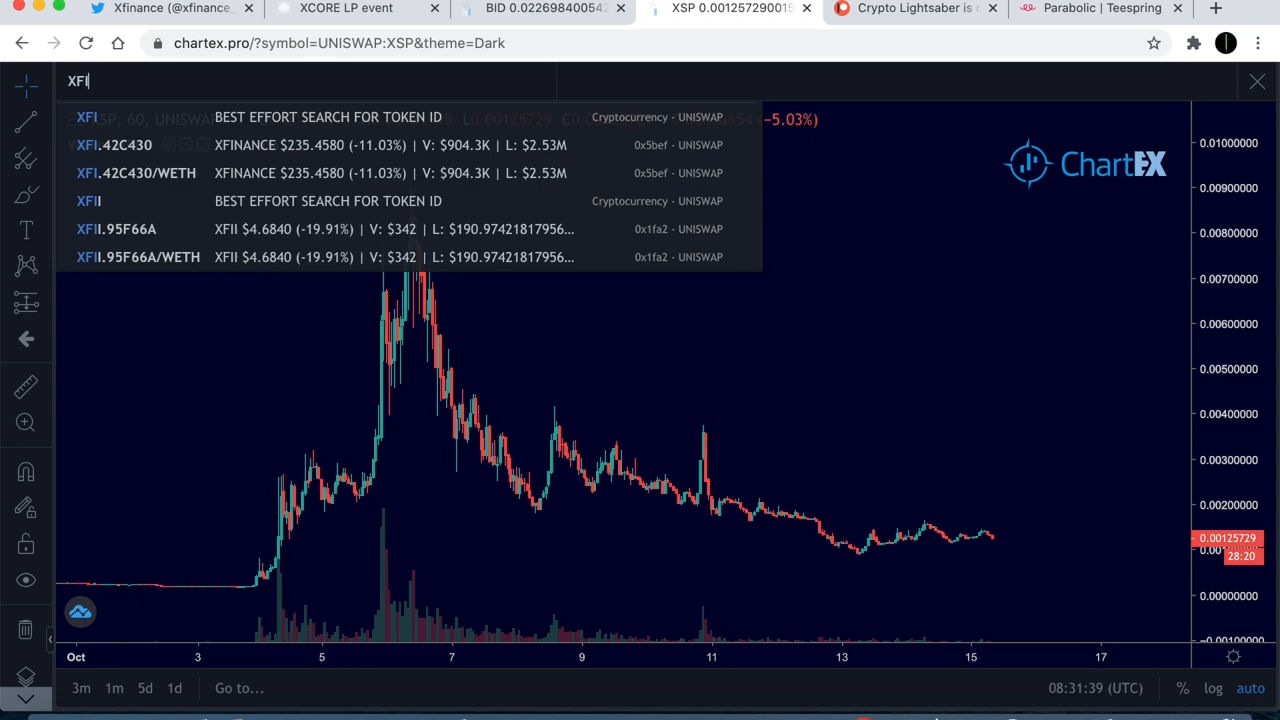 Xfinance (@xfinance_
XCORE LP event
BID 0.0226984005​42
XSP 0.0012572900​15
Crypto Lightsaber is
Parabolic | Teespring
chartex.pro/?symbol=UNISWAP:XSP&theme=Dark
XFI
XFI BEST EFFORT SEARCH FOR TOKEN ID Cryptocurrency - UNISWAP
XFI.42C430 XFINANCE $235.4580 (-11.03%) | V: $904.3K | L: $2.53M 0x5bef - UNISWAP
XFI.42C430/WETH XFINANCE $235.4580 (-11.03%) | V: $904.3K | L: $2.53M 0x5bef - UNISWAP
XFII BEST EFFORT SEARCH FOR TOKEN ID Cryptocurrency - UNISWAP
XFII.95F66A XFII $4.6840 (-19.91%) | V: $342 | L: $190.97421817956... 0x1fa2 - UNISWAP
XFII.95F66A/WETH XFII $4.6840 (-19.91%) | V: $342 | L: $190.97421817956... 0x1fa2 - UNISWAP
(−5.03%)
ChartEX
0.01000000
0.00900000
0.00800000
0.00700000
0.00600000
0.00500000
0.00400000
0.00300000
0.00200000
0.00125729
28:20
0.00000000
−0.00100000
Oct 3 5 7 9 11 13 15 17
3m 1m 5d 1d Go to... 08:31:39 (UTC) % log auto